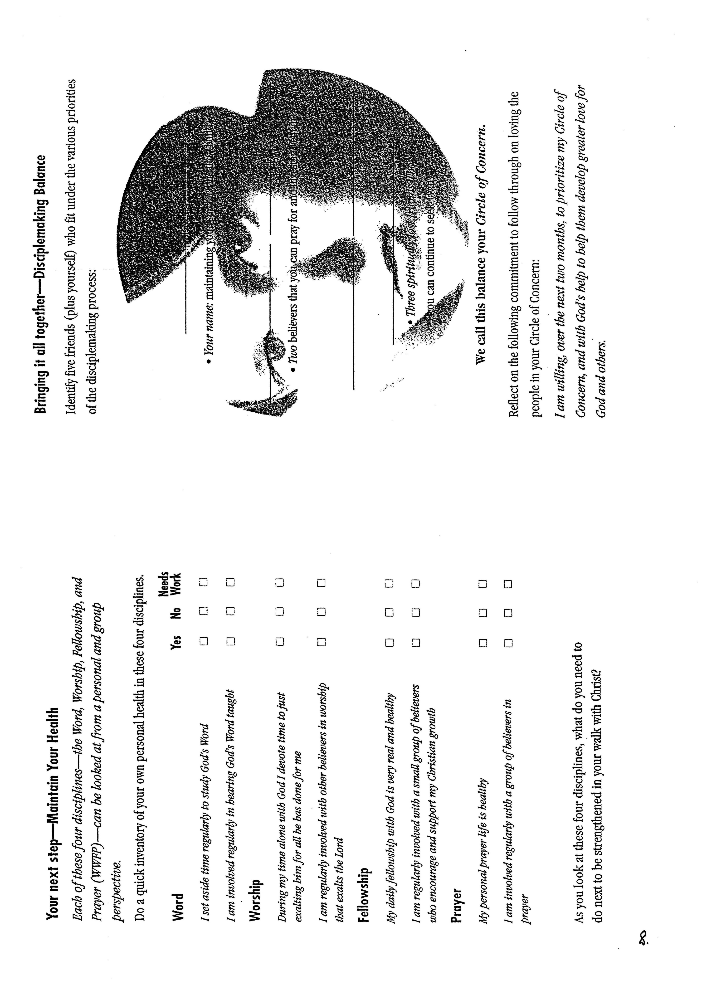 Your next step—Maintain Your Health
Each of these four disciplines—the Word, Worship, Fellowship, and
Prayer (WWFP)—can be looked at from a personal and group
perspective.
Do a quick inventory of your own personal health in these four disciplines.
Yes No Needs Work
Word
I set aside time regularly to study God's Word
I am involved regularly in hearing God's Word taught
Worship
During my time alone with God I devote time to just
exalting him for all he has done for me
I am regularly involved with other believers in worship
that exalts the Lord
Fellowship
My daily fellowship with God is very real and healthy
I am regularly involved with a small group of believers
who encourage and support my Christian growth
Prayer
My personal prayer life is healthy
I am involved regularly with a group of believers in
prayer
As you look at these four disciplines, what do you need to
do next to be strengthened in your walk with Christ?
8.
Bringing it all together—Disciplemaking Balance
Identify five friends (plus yourself) who fit under the various priorities
of the disciplemaking process:
• Your name: maintaining your spiritual health
• Two believers that you can pray for and invest in
• Three spiritually lost friends
you can continue to seek (win)
We call this balance your Circle of Concern.
Reflect on the following commitment to follow through on loving the
people in your Circle of Concern:
I am willing, over the next two months, to prioritize my Circle of
Concern, and with God's help to help them develop greater love for
God and others.